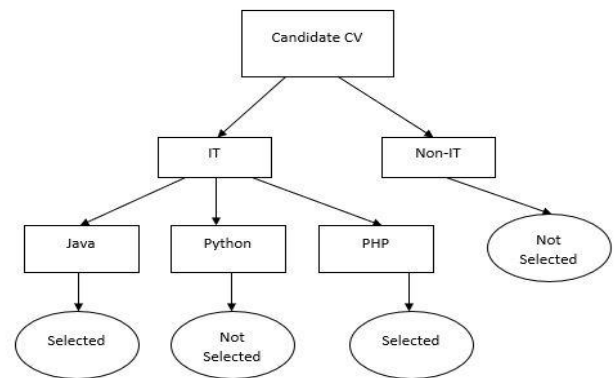 Candidate CV
IT
Non-IT
Java
Python
PHP
Not
Selected
Selected
Not
Selected
Selected